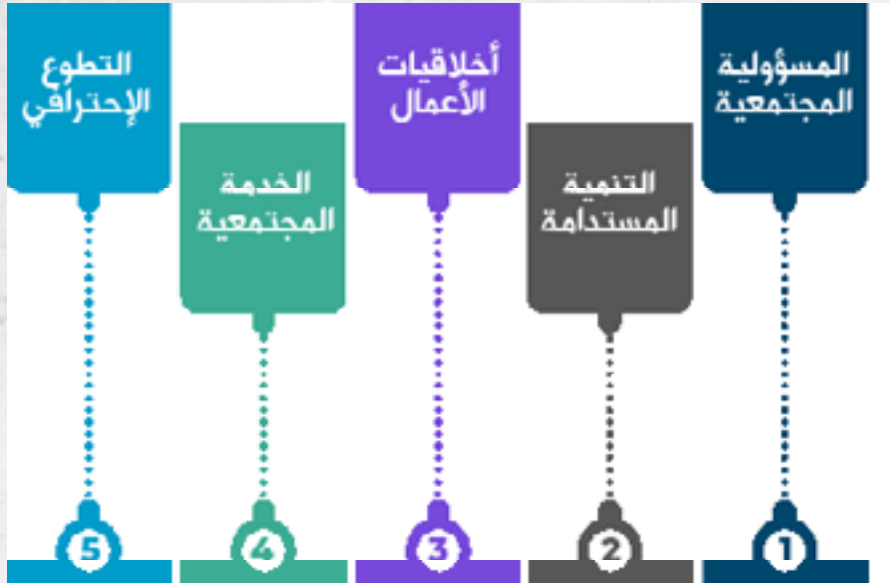 المسؤولية
المجتمعية
التنمية
المستدامة
أخلاقيات
الأعمال
الخدمة
المجتمعية
التطوع
الإحترافي
1
2
3
4
5